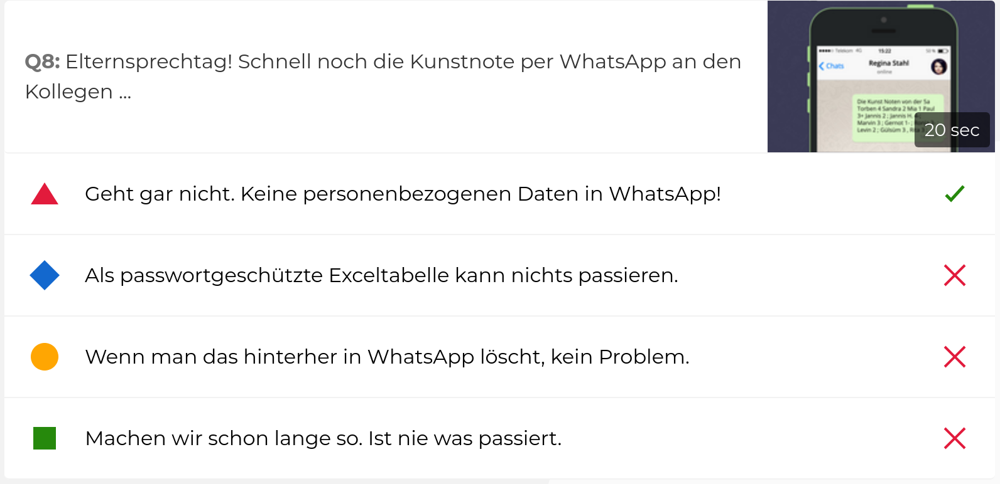 Q8: Elternsprechtag! Schnell noch die Kunstnote per WhatsApp an den
Kollegen ...
Telekom 4G 15:22 50 %
Chats
Regina Stahl
online
Die Kunst Noten von der 5a
Torben 4 Sandra 2 Mia 1 Paul
3+ Jannis 2 ; Jannis H. 4-;
Marvin 3 ; Gernot 1- ;
Levin 2 ; Gülsüm 3 , Rita
20 sec
Geht gar nicht. Keine personenbezogenen Daten in WhatsApp!
Als passwortgeschützte Exceltabelle kann nichts passieren.
Wenn man das hinterher in WhatsApp löscht, kein Problem.
Machen wir schon lange so. Ist nie was passiert.